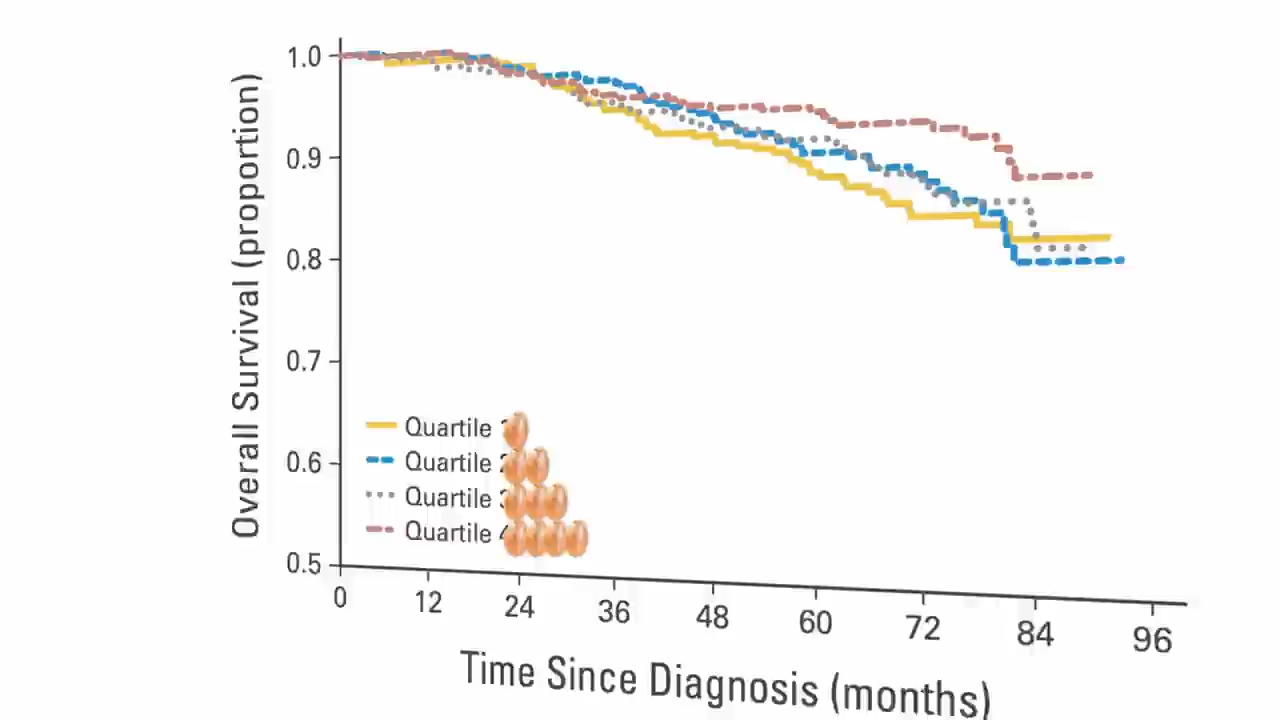 Overall Survival (proportion)
1.0
0.9
0.8
0.7
0.6
0.5
Quartile
Quartile
Quartile
Quartile
0 12 24 36 48 60 72 84 96
Time Since Diagnosis (months)